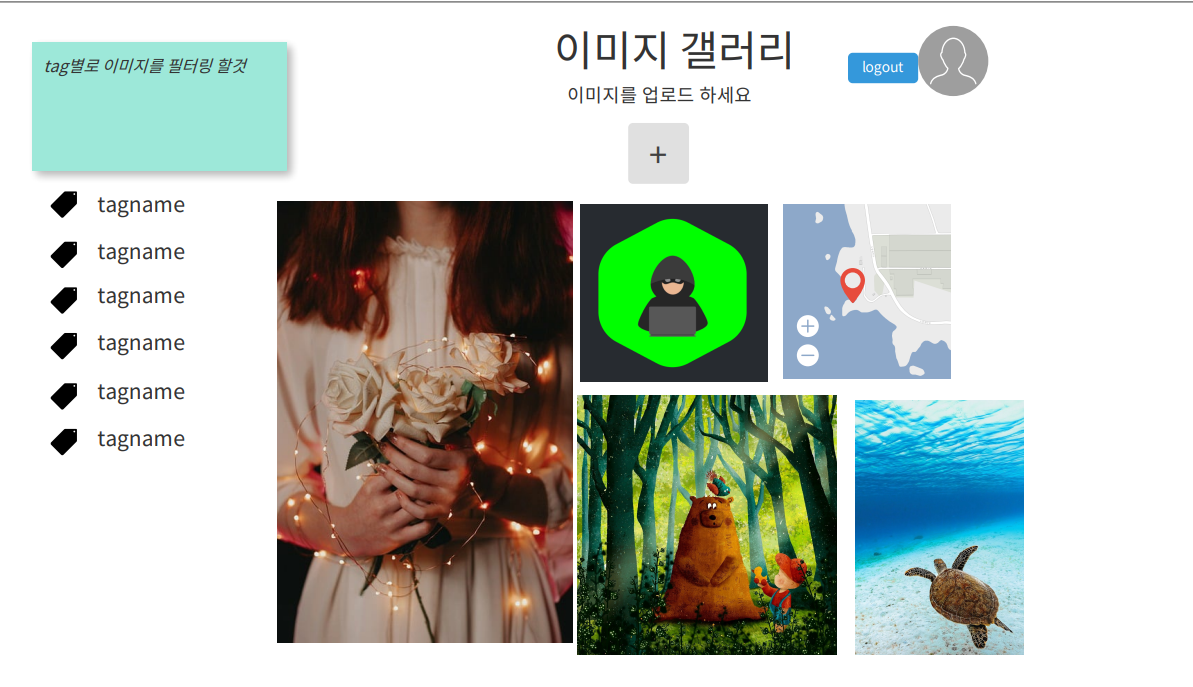 tag별로 이미지를 필터링 할것
이미지 갤러리
logout
이미지를 업로드 하세요
+
tagname
tagname
tagname
tagname
tagname
tagname